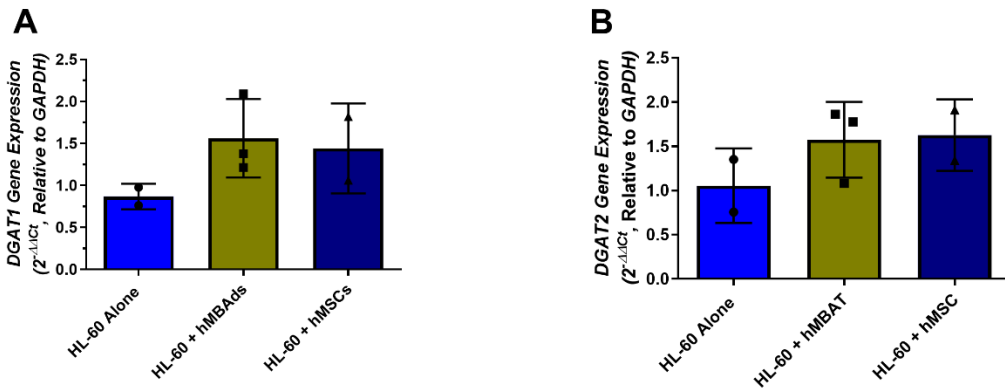 A
DGAT1 Gene Expression
(2^-ΔΔCt, Relative to GAPDH)
2.5
2.0
1.5
1.0
0.5
0.0
HL-60 Alone
HL-60 + hMBAds
HL-60 + hMSCs
B
DGAT2 Gene Expression
(2^-ΔΔCt, Relative to GAPDH)
2.5
2.0
1.5
1.0
0.5
0.0
HL-60 Alone
HL-60 + hMBAT
HL-60 + hMSC